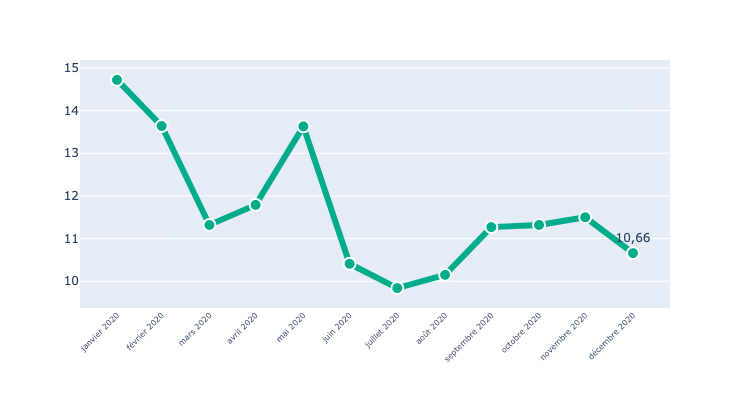 15
14
13
12
11
10
10,66
janvier 2020
février 2020
mars 2020
avril 2020
mai 2020
juin 2020
juillet 2020
août 2020
septembre 2020
octobre 2020
novembre 2020
décembre 2020